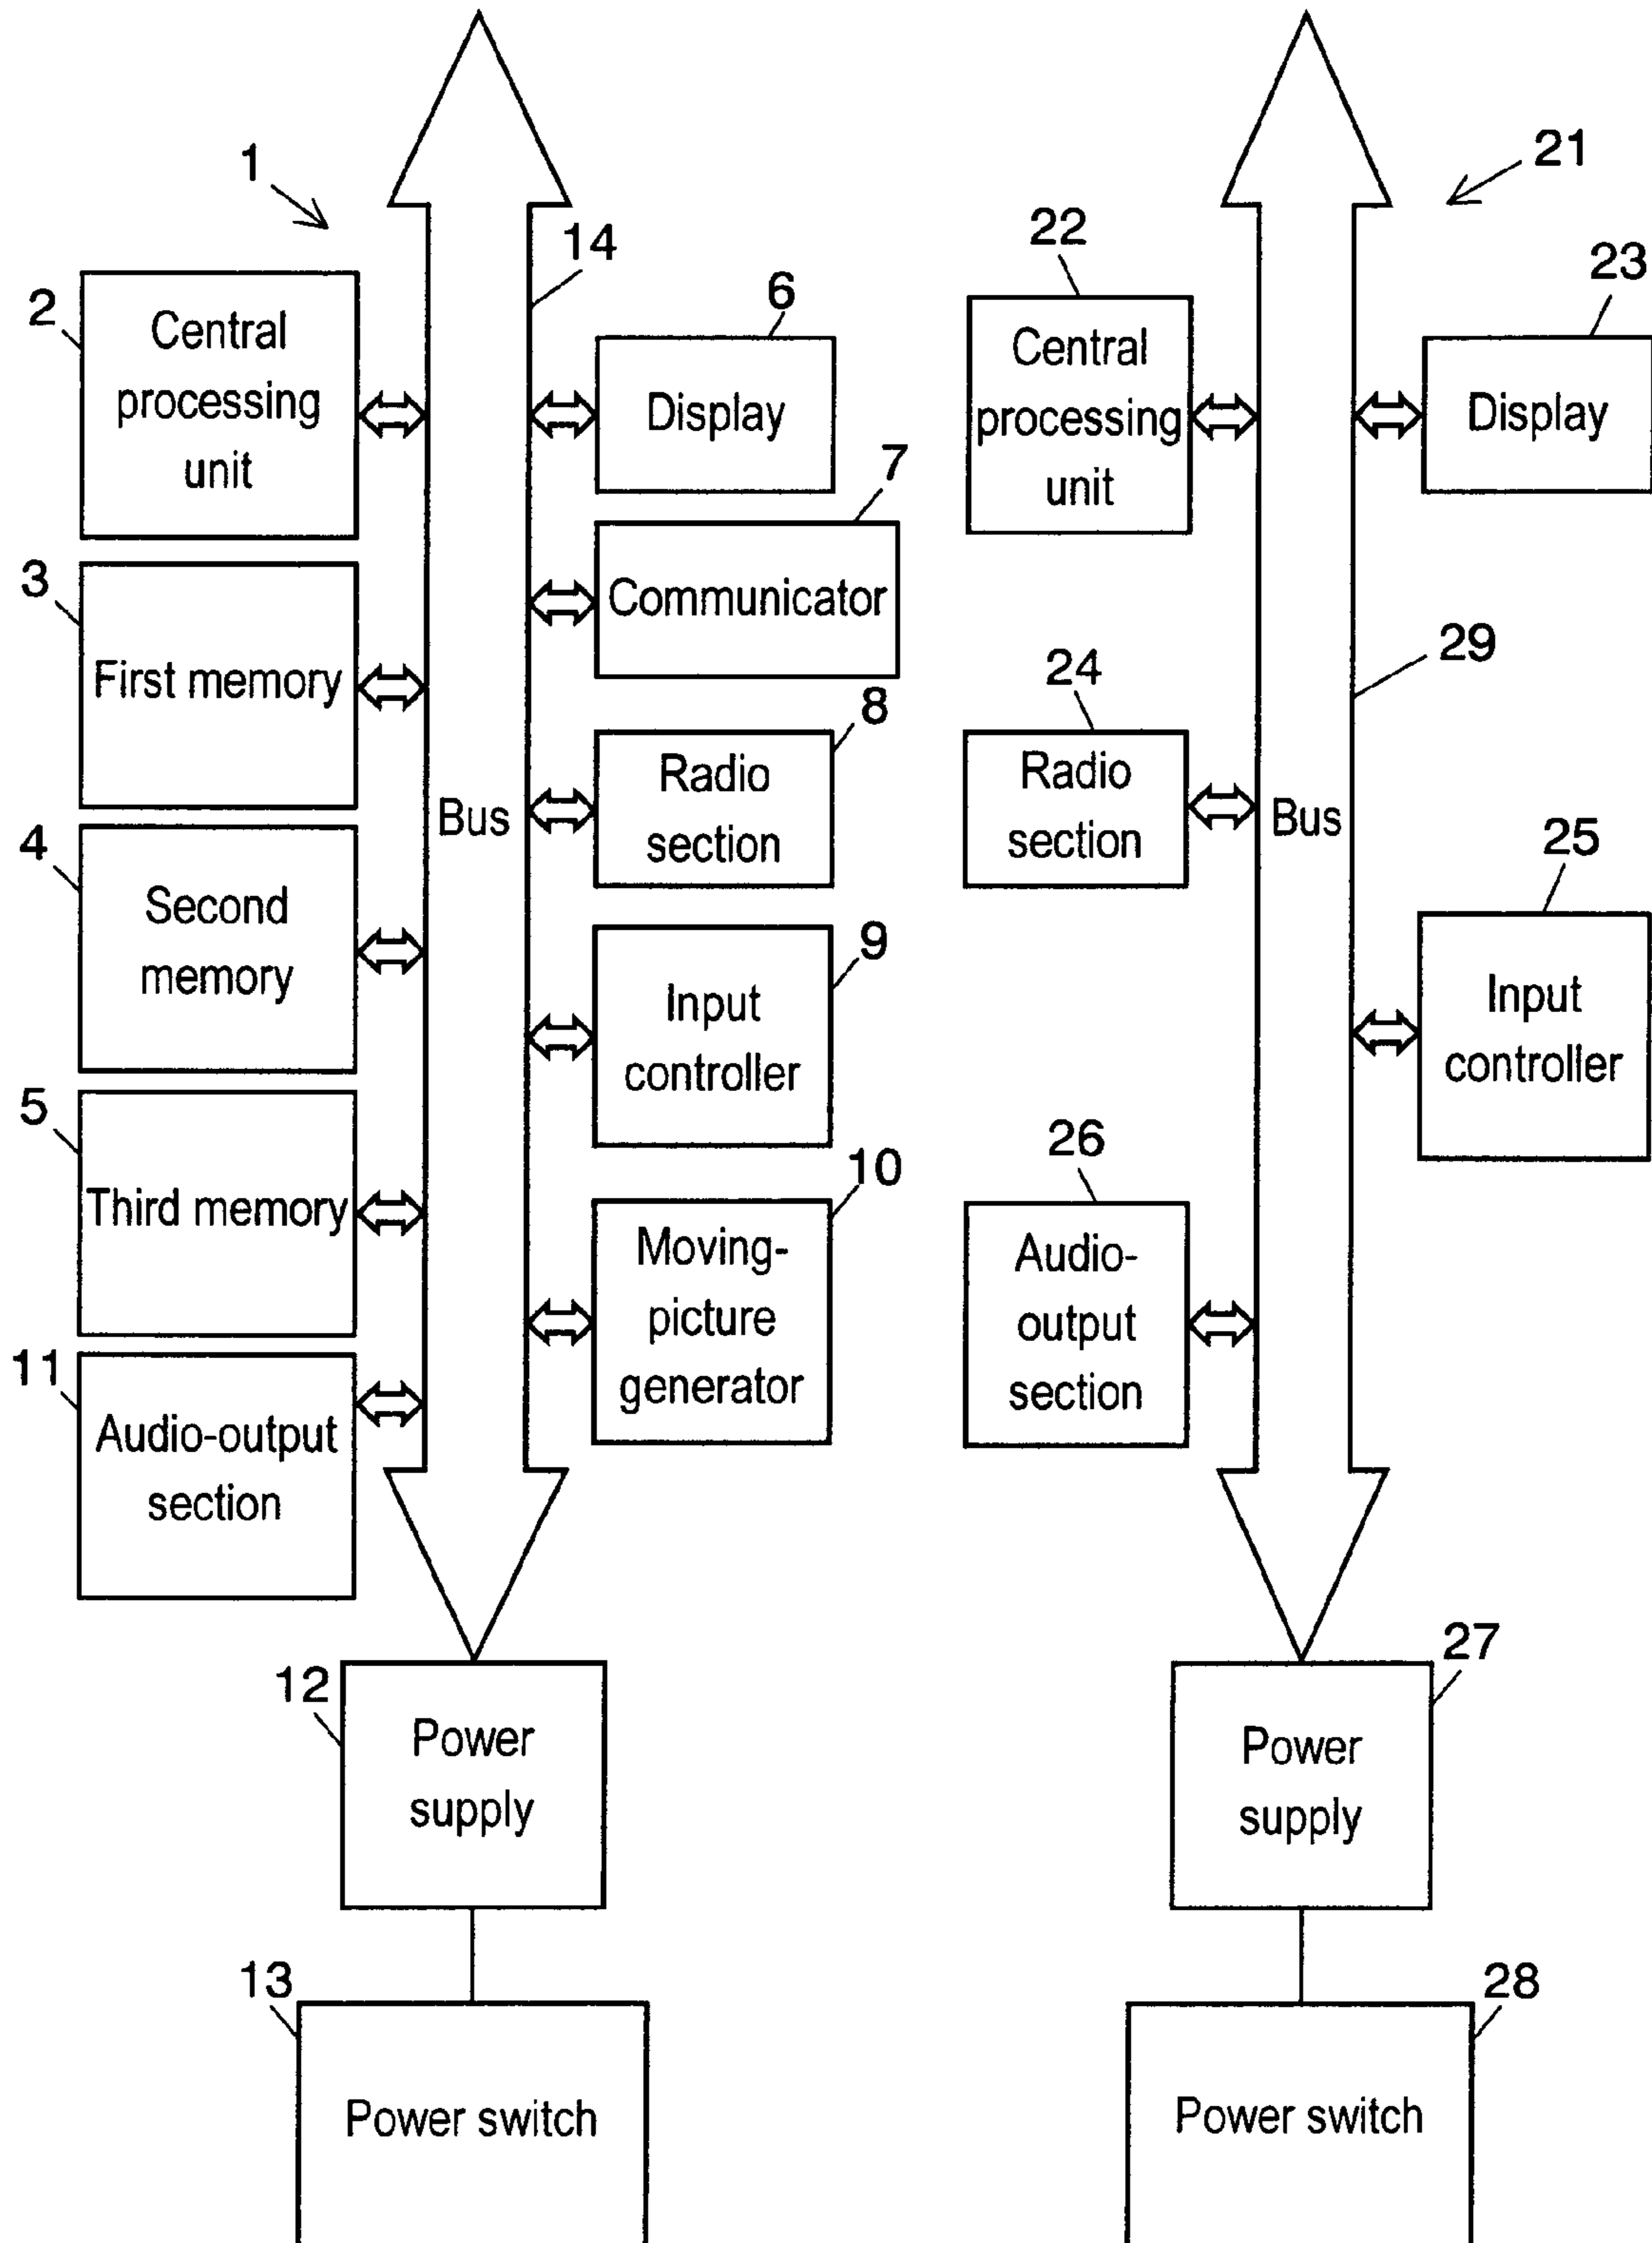 1
14
2
Central
processing
unit
6
Display
7
Communicator
3
First memory
8
Radio
section
Bus
4
Second
memory
9
Input
controller
5
Third memory
10
Moving-
picture
generator
11
Audio-output
section
12
Power
supply
13
Power switch
21
22
Central
processing
unit
23
Display
29
24
Radio
section
Bus
25
Input
controller
26
Audio-
output
section
27
Power
supply
28
Power switch